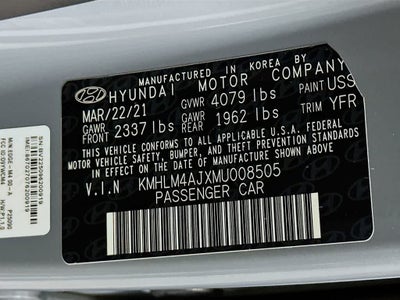 MANUFACTURED IN KOREA BY
HYUNDAI MOTOR COMPANY
MAR/22/21 GVWR 4079 lbs PAINT USS
GAWR FRONT 2337 lbs GAWR REAR 1962 lbs TRIM YFR
THIS VEHICLE CONFORMS TO ALL APPLICABLE
U.S. FEDERAL MOTOR VEHICLE SAFETY, BUMPER
AND THEFT PREVENTION STANDARDS IN EFFECT
ON THE DATE OF MANUFACTURE SHOWN ABOVE.
V.I.N KMHLM4AJXMU008505
PASSENGER CAR